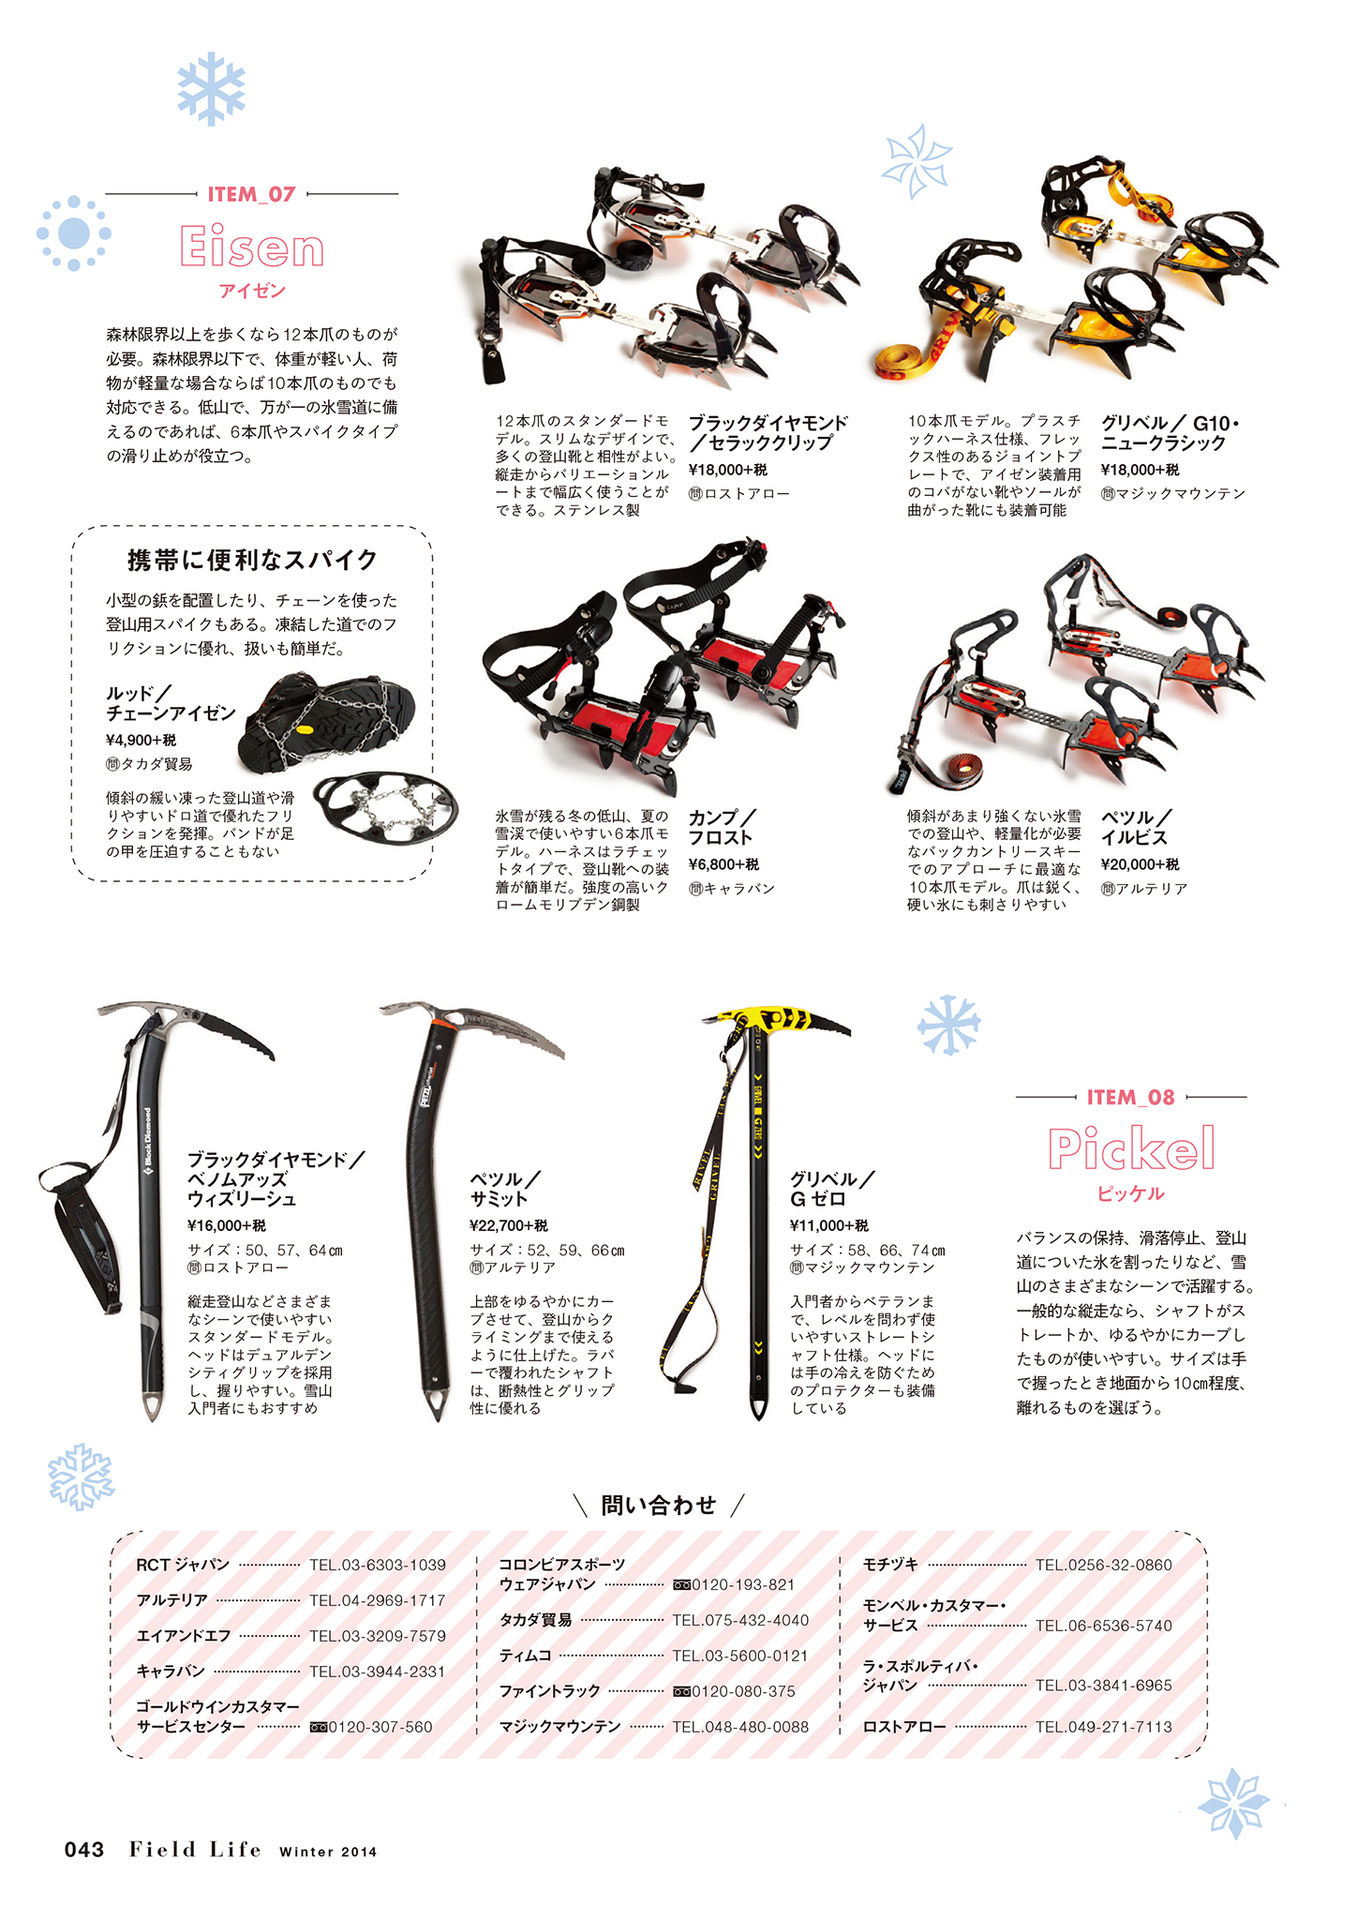 ITEM_07
Eisen
アイゼン
森林限界以上を歩くなら12本爪のものが
必要。森林限界以下で、体重が軽い人、荷
物が軽量な場合ならば10本爪のものでも
対応できる。低山で、万が一の氷雪道に備
えるのであれば、6本爪やスパイクタイプ
の滑り止めが役立つ。
12本爪のスタンダードモ
デル。スリムなデザインで、
多くの登山靴と相性がよい。
縦走からバリエーションル
ートまで幅広く使うことが
できる。ステンレス製
ブラックダイヤモンド
／セラッククリップ
¥18,000+税
㉄ロストアロー
10本爪モデル。プラスチ
ックハーネス仕様、フレッ
クス性のあるジョイントプ
レートで、アイゼン装着用
のコバがない靴やソールが
曲がった靴にも装着可能
グリベル／ G10・
ニュークラシック
¥18,000+税
㉄マジックマウンテン
携帯に便利なスパイク
小型の鋲を配置したり、チェーンを使った
登山用スパイクもある。凍結した道でのフ
リクションに優れ、扱いも簡単だ。
ルッド／
チェーンアイゼン
¥4,900+税
㉄タカダ貿易
傾斜の緩い凍った登山道や滑
りやすいドロ道で優れたフリ
クションを発揮。バンドが足
の甲を圧迫することもない
氷雪が残る冬の低山、夏の
雪渓で使いやすい6本爪モ
デル。ハーネスはラチェッ
トタイプで、登山靴への装
着が簡単だ。強度の高いク
ロームモリブデン鋼製
カンプ／
フロスト
¥6,800+税
㉄キャラバン
傾斜があまり強くない氷雪
での登山や、軽量化が必要
なバックカントリースキー
でのアプローチに最適な
10本爪モデル。爪は鋭く、
硬い氷にも刺さりやすい
ペツル／
イルビス
¥20,000+税
㉄アルテリア
CAMP
GRIVEL
PETZL
Black Diamond
ブラックダイヤモンド／
ベノムアッズ
ウィズリーシュ
¥16,000+税
サイズ：50、57、64㎝
㉄ロストアロー
縦走登山などさまざま
なシーンで使いやすい
スタンダードモデル。
ヘッドはデュアルデン
シティグリップを採用
し、握りやすい。雪山
入門者にもおすすめ
PETZL
ペツル／
サミット
¥22,700+税
サイズ：52、59、66㎝
㉄アルテリア
上部をゆるやかにカー
ブさせて、登山からク
ライミングまで使える
ように仕上げた。ラバ
ーで覆われたシャフト
は、断熱性とグリップ
性に優れる
GRIVEL G ZERO
GRIVEL
グリベル／
G ゼロ
¥11,000+税
サイズ：58、66、74㎝
㉄マジックマウンテン
入門者からベテランま
で、レベルを問わず使
いやすいストレートシ
ャフト仕様。ヘッドに
は手の冷えを防ぐため
のプロテクターも装備
している
ITEM_08
Pickel
ピッケル
バランスの保持、滑落停止、登山
道についた氷を割ったりなど、雪
山のさまざまなシーンで活躍する。
一般的な縦走なら、シャフトがス
トレートか、ゆるやかにカーブし
たものが使いやすい。サイズは手
で握ったとき地面から10㎝程度、
離れるものを選ぼう。
＼ 問い合わせ ／
RCT ジャパン ……………… TEL.03-6303-1039
アルテリア ……………… TEL.04-2969-1717
エイアンドエフ ……………… TEL.03-3209-7579
キャラバン ……………… TEL.03-3944-2331
ゴールドウインカスタマー
サービスセンター ………… 0120-307-560
コロンビアスポーツ
ウェアジャパン ……………… 0120-193-821
タカダ貿易 ……………… TEL.075-432-4040
ティムコ ……………… TEL.03-5600-0121
ファイントラック ………… 0120-080-375
マジックマウンテン ……… TEL.048-480-0088
モチヅキ ……………… TEL.0256-32-0860
モンベル・カスタマー・
サービス ……………… TEL.06-6536-5740
ラ・スポルティバ・
ジャパン ……………… TEL.03-3841-6965
ロストアロー ……………… TEL.049-271-7113
043 Field Life Winter 2014